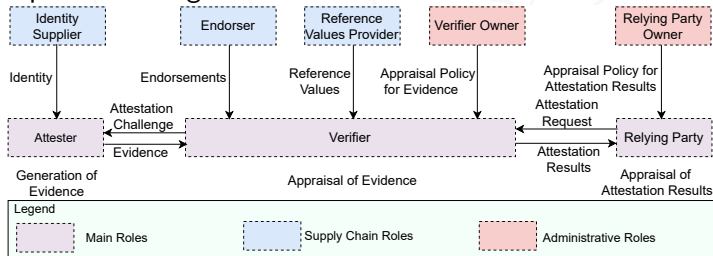 Identity
Supplier
Endorser
Reference
Values Provider
Verifier Owner
Relying Party
Owner
Identity
Endorsements
Reference
Values
Appraisal Policy
for Evidence
Appraisal Policy for
Attestation Results
Attestation
Challenge
Attestation
Request
Attester
Verifier
Relying Party
Evidence
Attestation
Results
Generation of
Evidence
Appraisal of Evidence
Appraisal of
Attestation Results
Legend
Main Roles
Supply Chain Roles
Administrative Roles